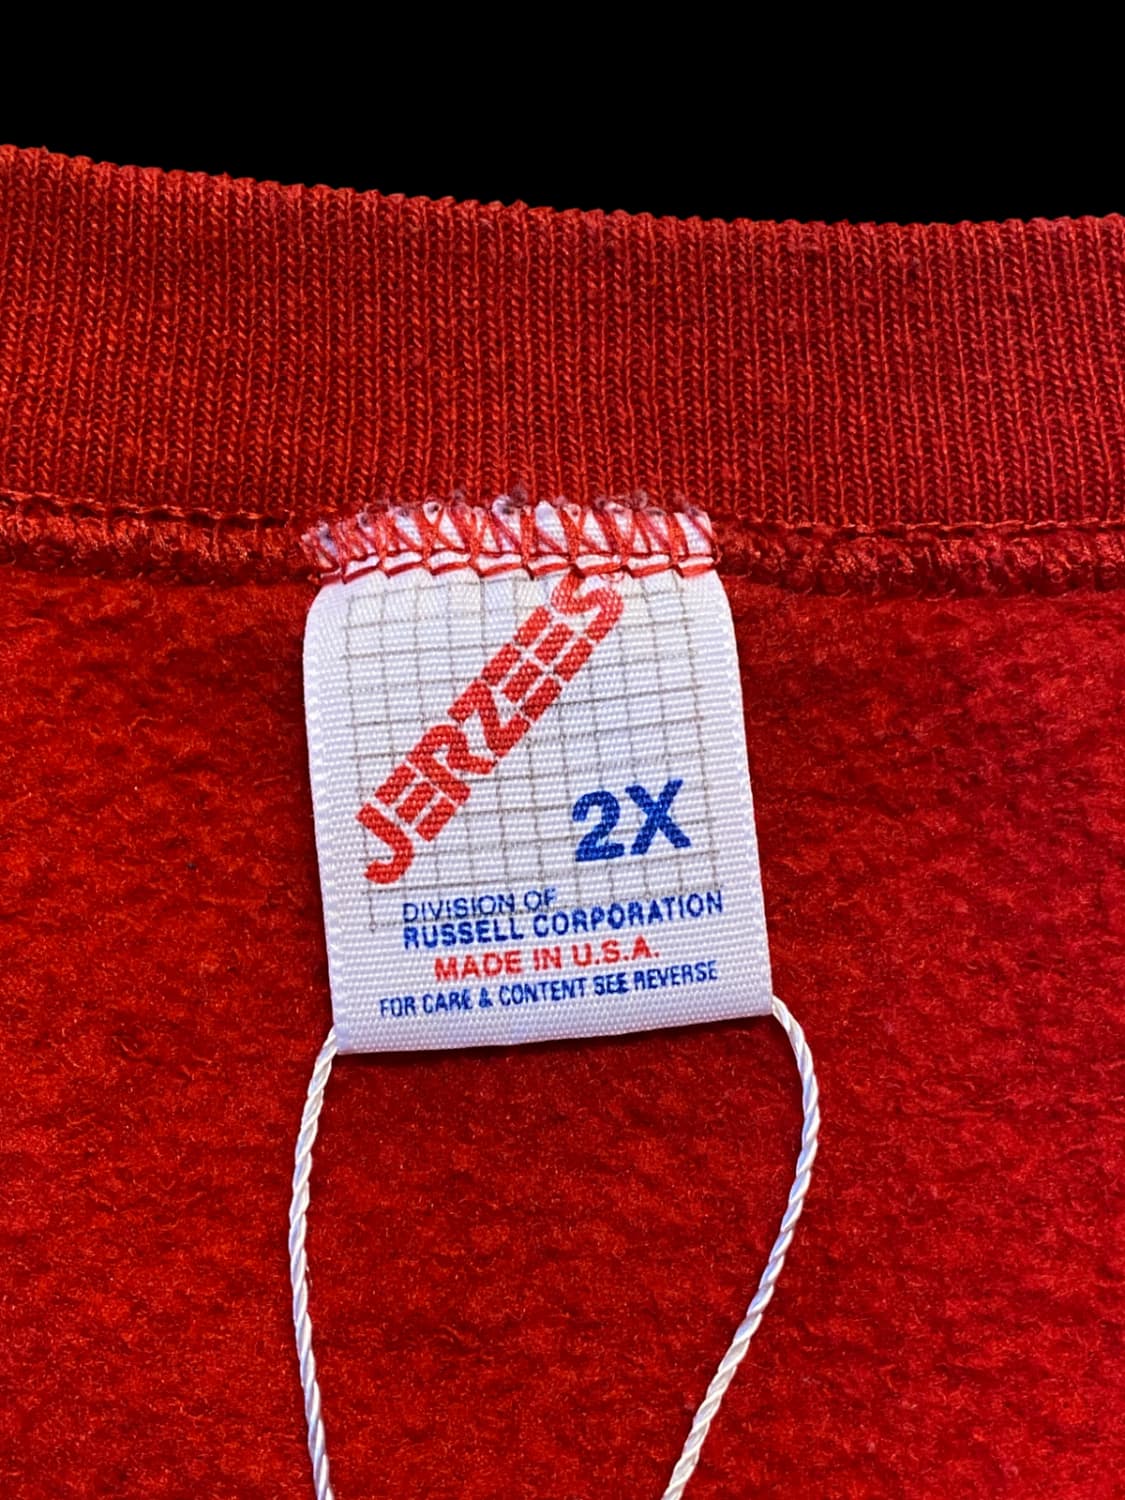 JERZEES
2X
DIVISION OF
RUSSELL CORPORATION
MADE IN U.S.A.
FOR CARE & CONTENT SEE REVERSE